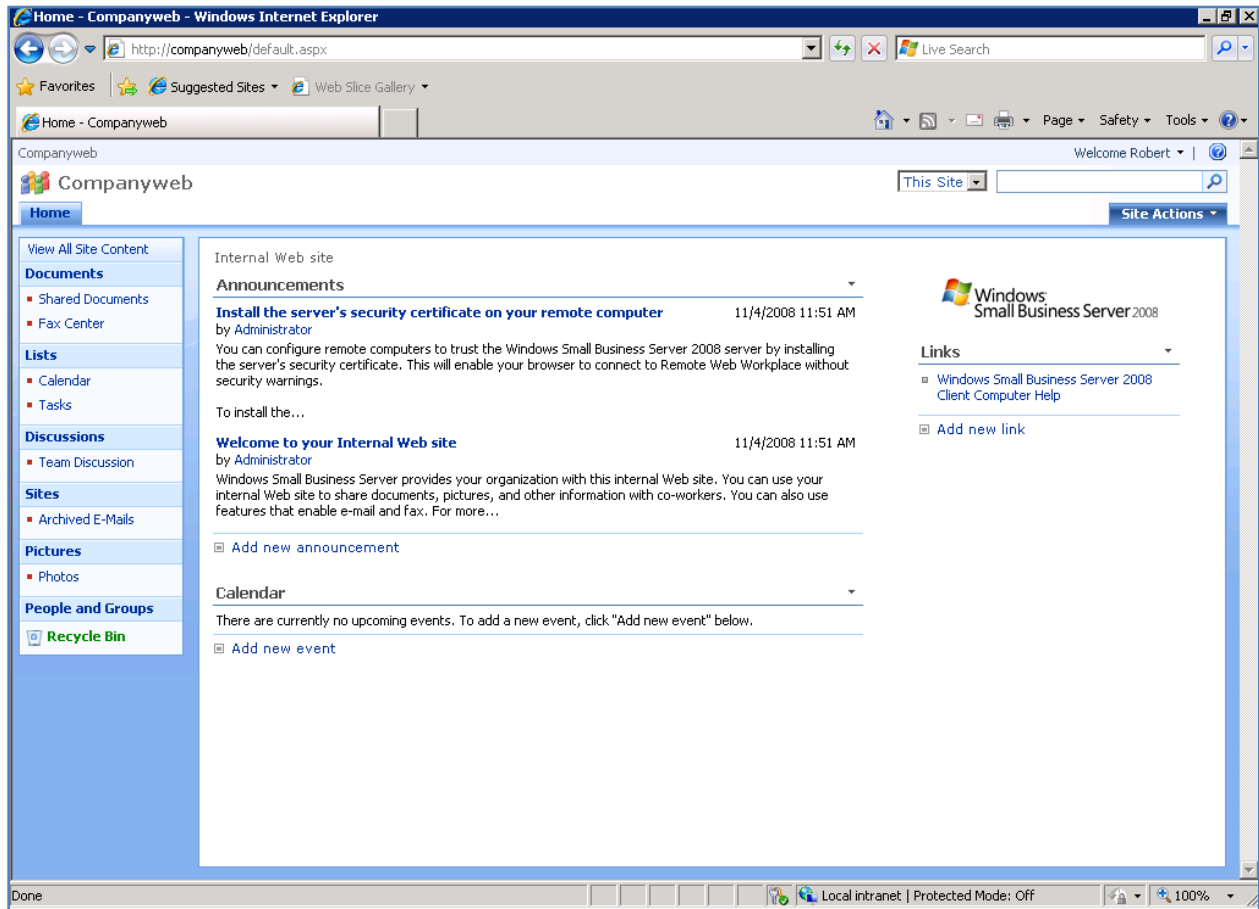 Home - Companyweb - Windows Internet Explorer
http://companyweb/default.aspx
Live Search
Favorites
Suggested Sites
Web Slice Gallery
Home - Companyweb
Page
Safety
Tools
Companyweb
Welcome Robert
Companyweb
This Site
Home
Site Actions
View All Site Content
Documents
Shared Documents
Fax Center
Lists
Calendar
Tasks
Discussions
Team Discussion
Sites
Archived E-Mails
Pictures
Photos
People and Groups
Recycle Bin
Internal Web site
Announcements
Install the server's security certificate on your remote computer 11/4/2008 11:51 AM
by Administrator
You can configure remote computers to trust the Windows Small Business Server 2008 server by installing
the server's security certificate. This will enable your browser to connect to Remote Web Workplace without
security warnings.
To install the...
Welcome to your Internal Web site 11/4/2008 11:51 AM
by Administrator
Windows Small Business Server provides your organization with this internal Web site. You can use your
internal Web site to share documents, pictures, and other information with co-workers. You can also use
features that enable e-mail and fax. For more...
Add new announcement
Calendar
There are currently no upcoming events. To add a new event, click "Add new event" below.
Add new event
Windows
Small Business Server 2008
Links
Windows Small Business Server 2008
Client Computer Help
Add new link
Done
Local intranet | Protected Mode: Off
100%